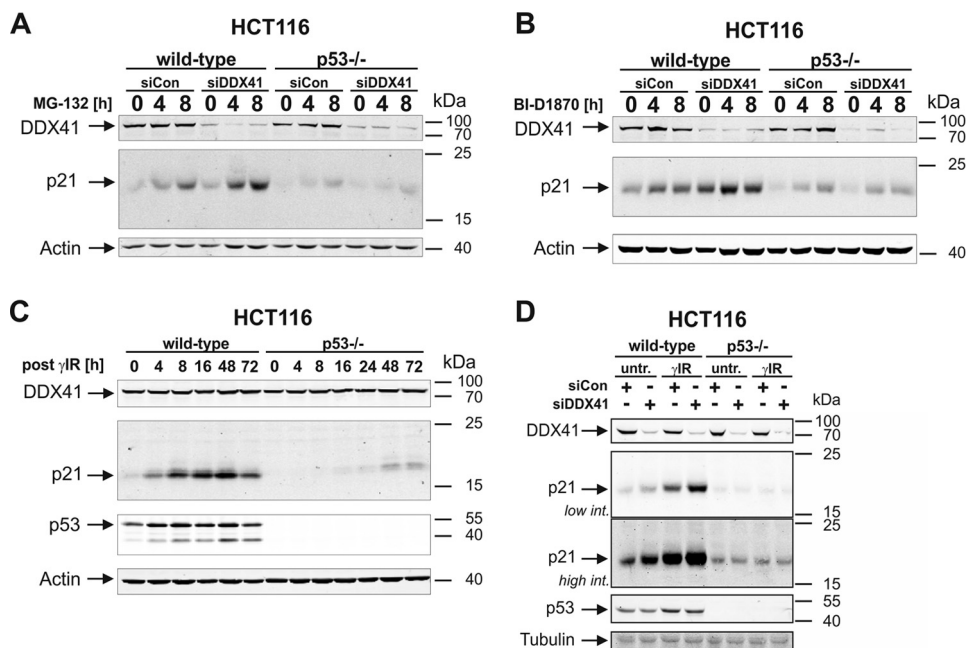 A
HCT116
wild-type p53-/-
siCon siDDX41 siCon siDDX41
MG-132 [h] 0 4 8 0 4 8 0 4 8 0 4 8 kDa
DDX41 100
70
25
p21
15
Actin 40
B
HCT116
wild-type p53-/-
siCon siDDX41 siCon siDDX41
BI-D1870 [h] 0 4 8 0 4 8 0 4 8 0 4 8 kDa
DDX41 100
70
25
p21
15
Actin 40
C
HCT116
wild-type p53-/-
post γIR [h] 0 4 8 16 48 72 0 4 8 16 24 48 72 kDa
DDX41 100
70
25
p21
15
p53 55
40
Actin 40
D
HCT116
wild-type p53-/-
untr. γIR untr. γIR
siCon + - + - + - + -
siDDX41 - + - + - + - + kDa
DDX41 100
70
25
p21
low int. 15
25
p21
high int. 15
p53 55
40
Tubulin